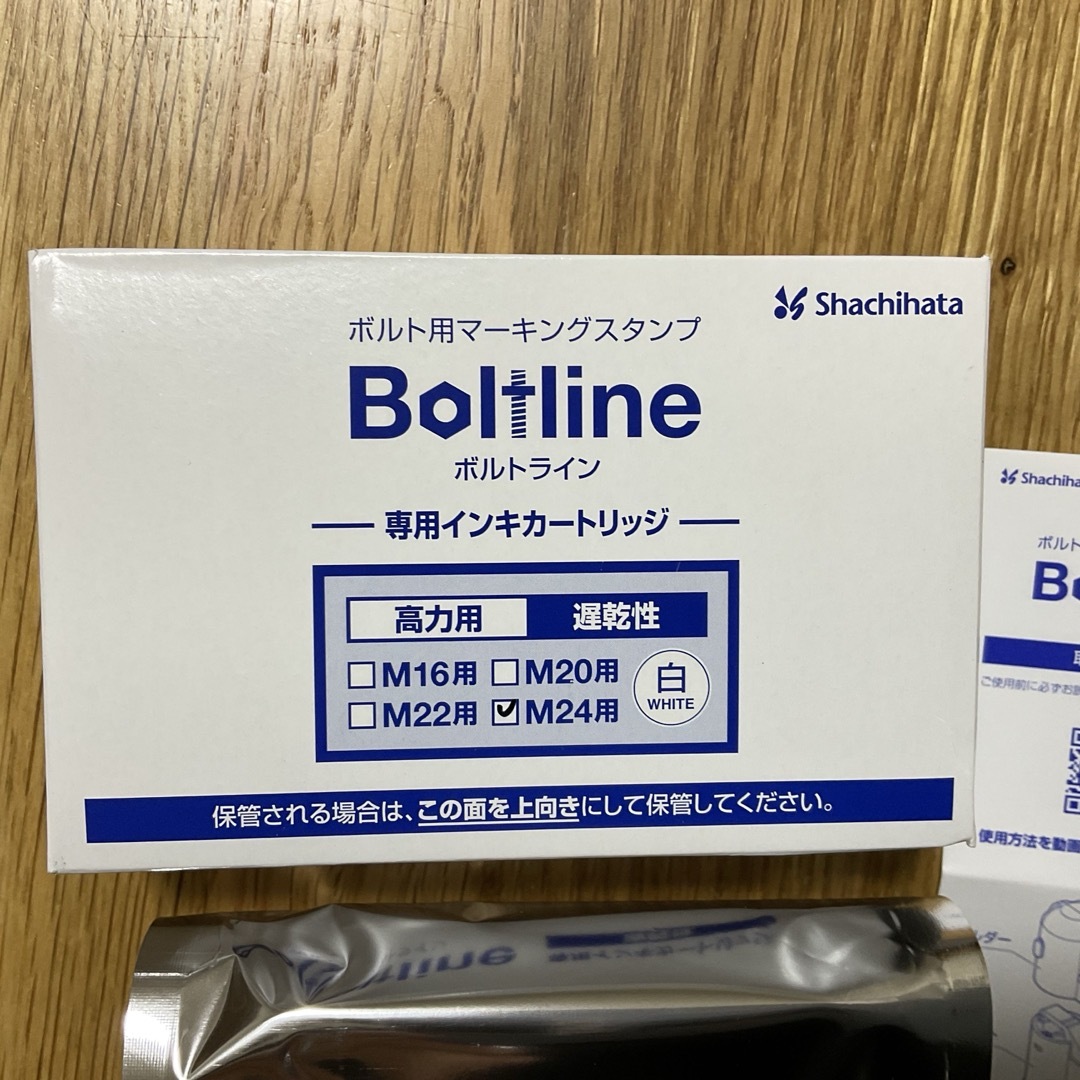 Shachihata
ボルト用マーキングスタンプ
Boltline
ボルトライン
専用インキカートリッジ
高力用 遅乾性
M16用 M20用
M22用 M24用
白
WHITE
保管される場合は、この面を上向きにして保管してください。
Shachiha
ボルト
B
ご使用前に必ずお
使用方法を動画
ダー